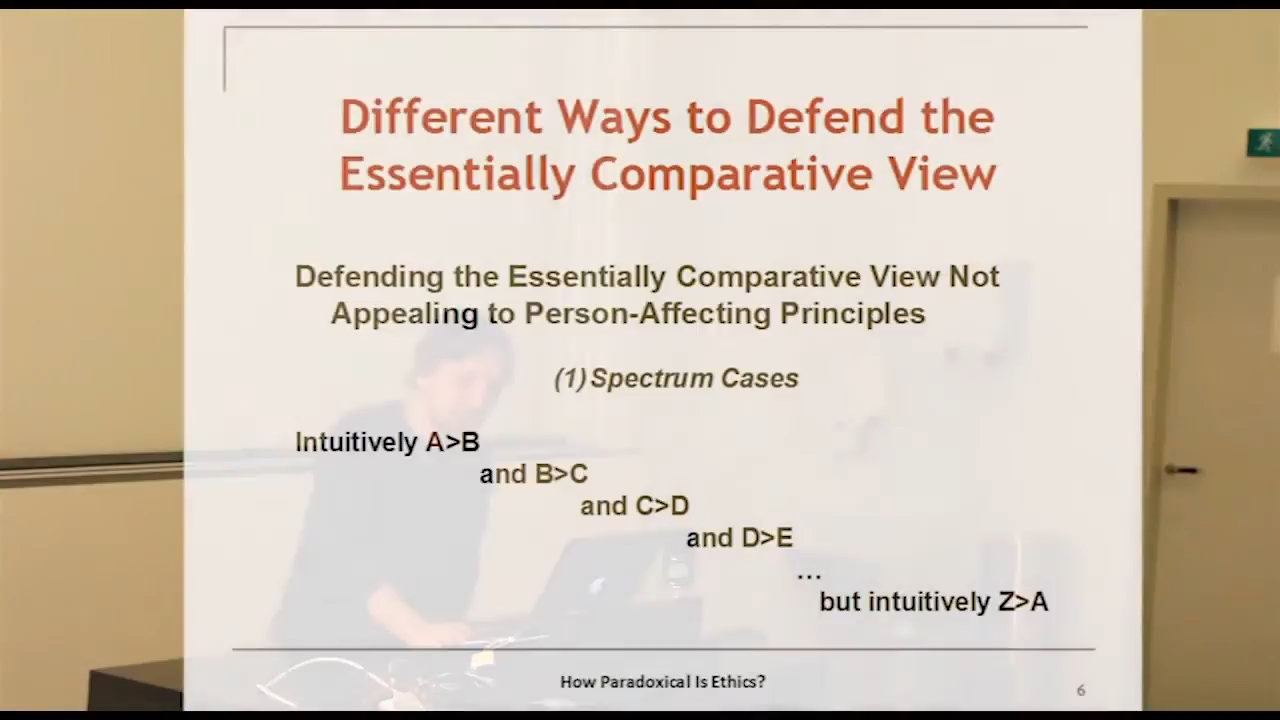 Different Ways to Defend the
Essentially Comparative View
Defending the Essentially Comparative View Not
Appealing to Person-Affecting Principles
(1) Spectrum Cases
Intuitively A>B
and B>C
and C>D
and D>E
...
but intuitively Z>A
How Paradoxical Is Ethics?
6